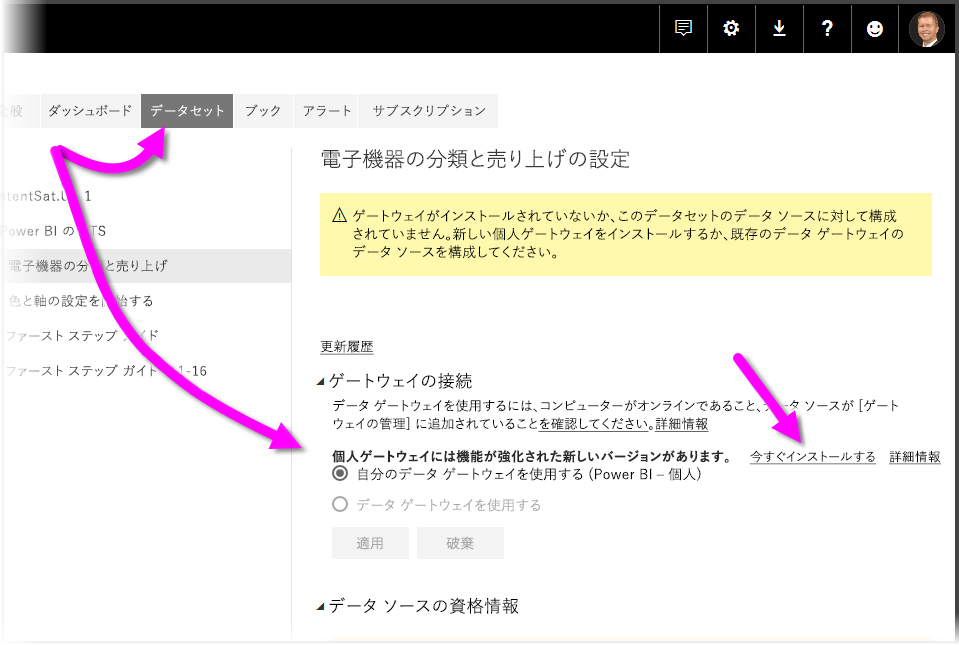 全般 ダッシュボード データセット ブック アラート サブスクリプション
電子機器の分類と売り上げの設定
ntentSat. 1
Power BI の TS
電子機器の分 と売り上げ
色と軸の設定を 始する
ファースト ステップ イド
ファースト ステップ ガイド 1-16
⚠ ゲートウェイがインストールされていないか、このデータセットのデータ ソースに対して構成
されていません。新しい個人ゲートウェイをインストールするか、既存のデータ ゲートウェイの
データ ソースを構成してください。
更新履歴
ゲートウェイの接続
データ ゲートウェイを使用するには、コンピューターがオンラインであること、データ ソースが [ゲート
ウェイの管理] に追加されていることを確認してください。詳細情報
個人ゲートウェイには機能が強化された新しいバージョンがあります。 今すぐインストールする 詳細情報
自分のデータ ゲートウェイを使用する (Power BI – 個人)
データ ゲートウェイを使用する
適用 破棄
データ ソースの資格情報